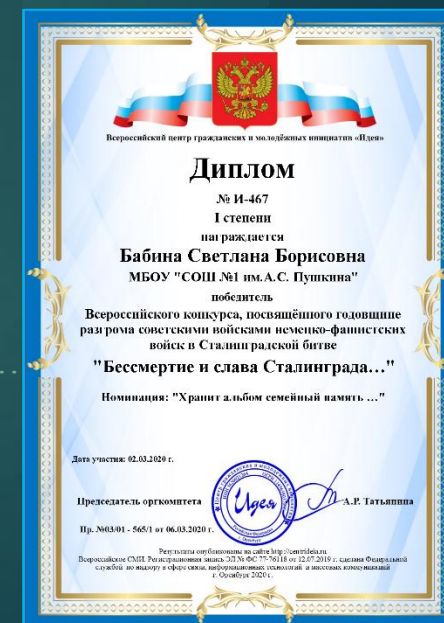 Всероссийский центр гражданских и молодёжных инициатив «Идея»
Диплом
№ И-467
I степени
награждается
Бабина Светлана Борисовна
МБОУ "СОШ №1 им.А.С. Пушкина"
победитель
Всероссийского конкурса, посвящённого годовщине
разгрома советскими войсками немецко-фашистских
войск в Сталинградской битве
"Бессмертие и слава Сталинграда…"
Номинация: "Хранит альбом семейный память …"
Дата участия: 02.03.2020 г.
Председатель оргкомитета
Идея
А.Р. Татьянина
Пр. №03/01 - 565/1 от 06.03.2020 г.
Результаты опубликованы на сайте http://centrideia.ru
Всероссийское СМИ. Регистрационная запись ЭЛ № ФС 77-76118 от 12.07.2019 г. сделана Федеральной
службой по надзору в сфере связи, информационных технологий и массовых коммуникаций
г. Оренбург 2020 г.